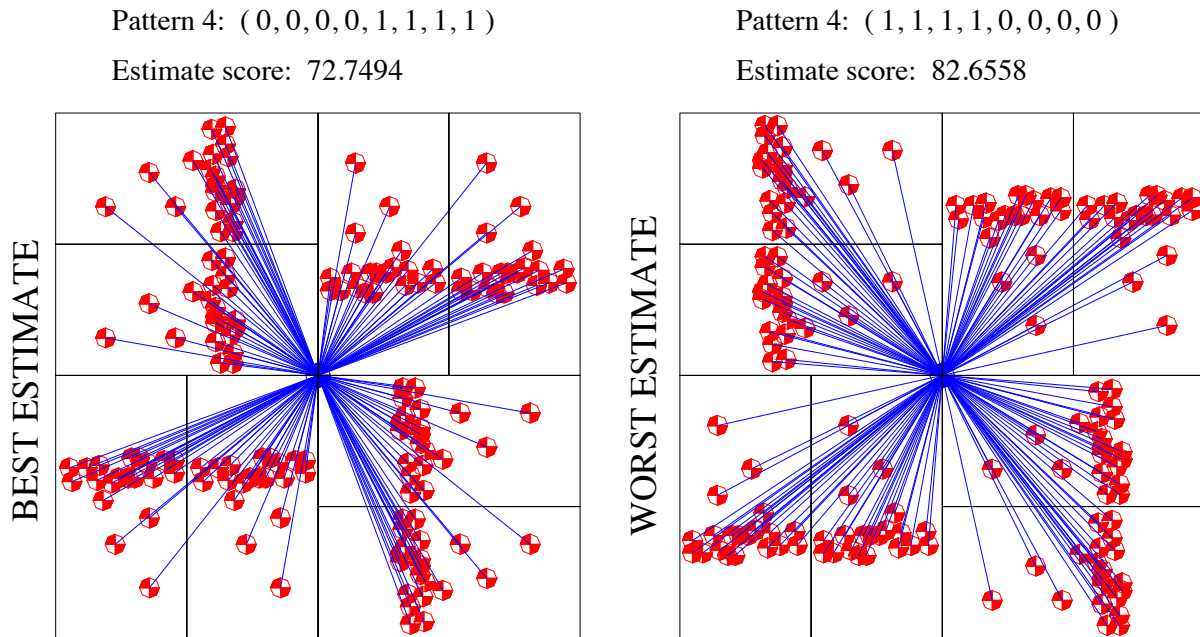 Pattern 4: ( 0, 0, 0, 0, 1, 1, 1, 1 )
Estimate score: 72.7494
BEST ESTIMATE
Pattern 4: ( 1, 1, 1, 1, 0, 0, 0, 0 )
Estimate score: 82.6558
WORST ESTIMATE